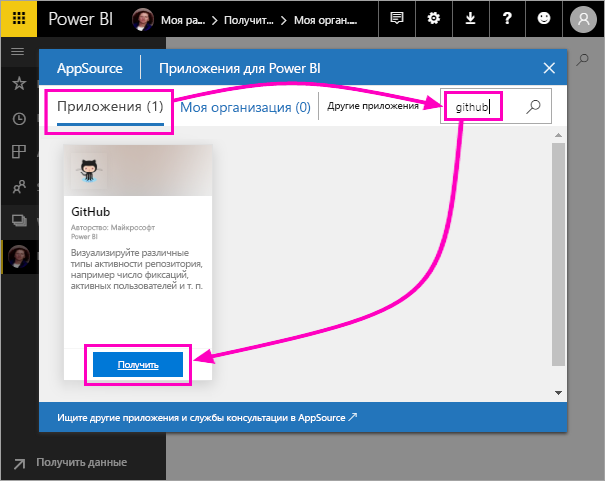 Power BI
Моя ра...
Получит...
Моя орган....
AppSource
Приложения для Power BI
Приложения (1)
Моя организация (0)
Другие приложения
github
GitHub
Авторство: Майкрософт
Power BI
Визуализируйте различные
типы активности репозитория,
например число фиксаций,
активных пользователей и т. п.
Получить
Ищите другие приложения и службы консультации в AppSource
Получить данные